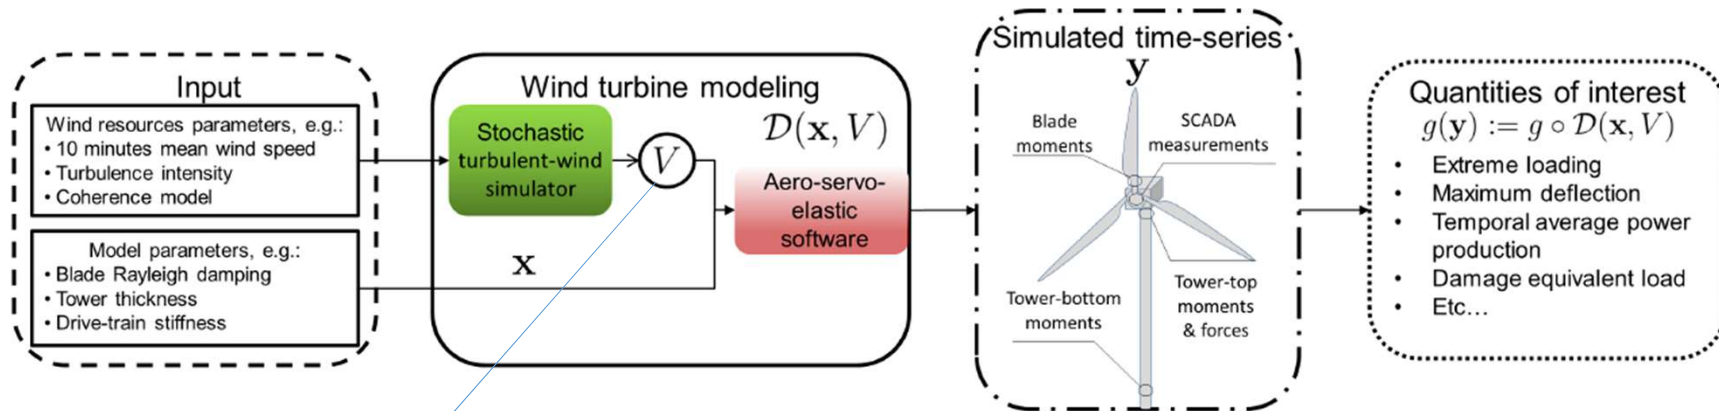 Input
Wind resources parameters, e.g.:
• 10 minutes mean wind speed
• Turbulence intensity
• Coherence model
Model parameters, e.g.:
• Blade Rayleigh damping
• Tower thickness
• Drive-train stiffness
Wind turbine modeling
Stochastic
turbulent-wind
simulator
V
𝒟(x, V)
Aero-servo-
elastic
software
x
Simulated time-series
y
Blade
moments
SCADA
measurements
Tower-bottom
moments
Tower-top
moments
& forces
Quantities of interest
g(y) := g ∘ 𝒟(x, V)
• Extreme loading
• Maximum deflection
• Temporal average power
production
• Damage equivalent load
• Etc…